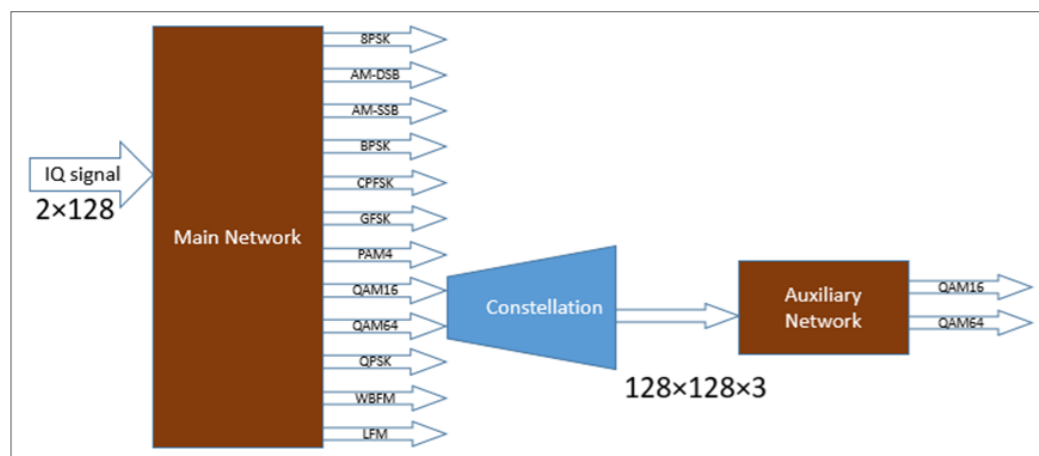 IQ signal
2×128
Main Network
8PSK
AM-DSB
AM-SSB
BPSK
CPFSK
GFSK
PAM4
QAM16
QAM64
QPSK
WBFM
LFM
Constellation
128×128×3
Auxiliary
Network
QAM16
QAM64